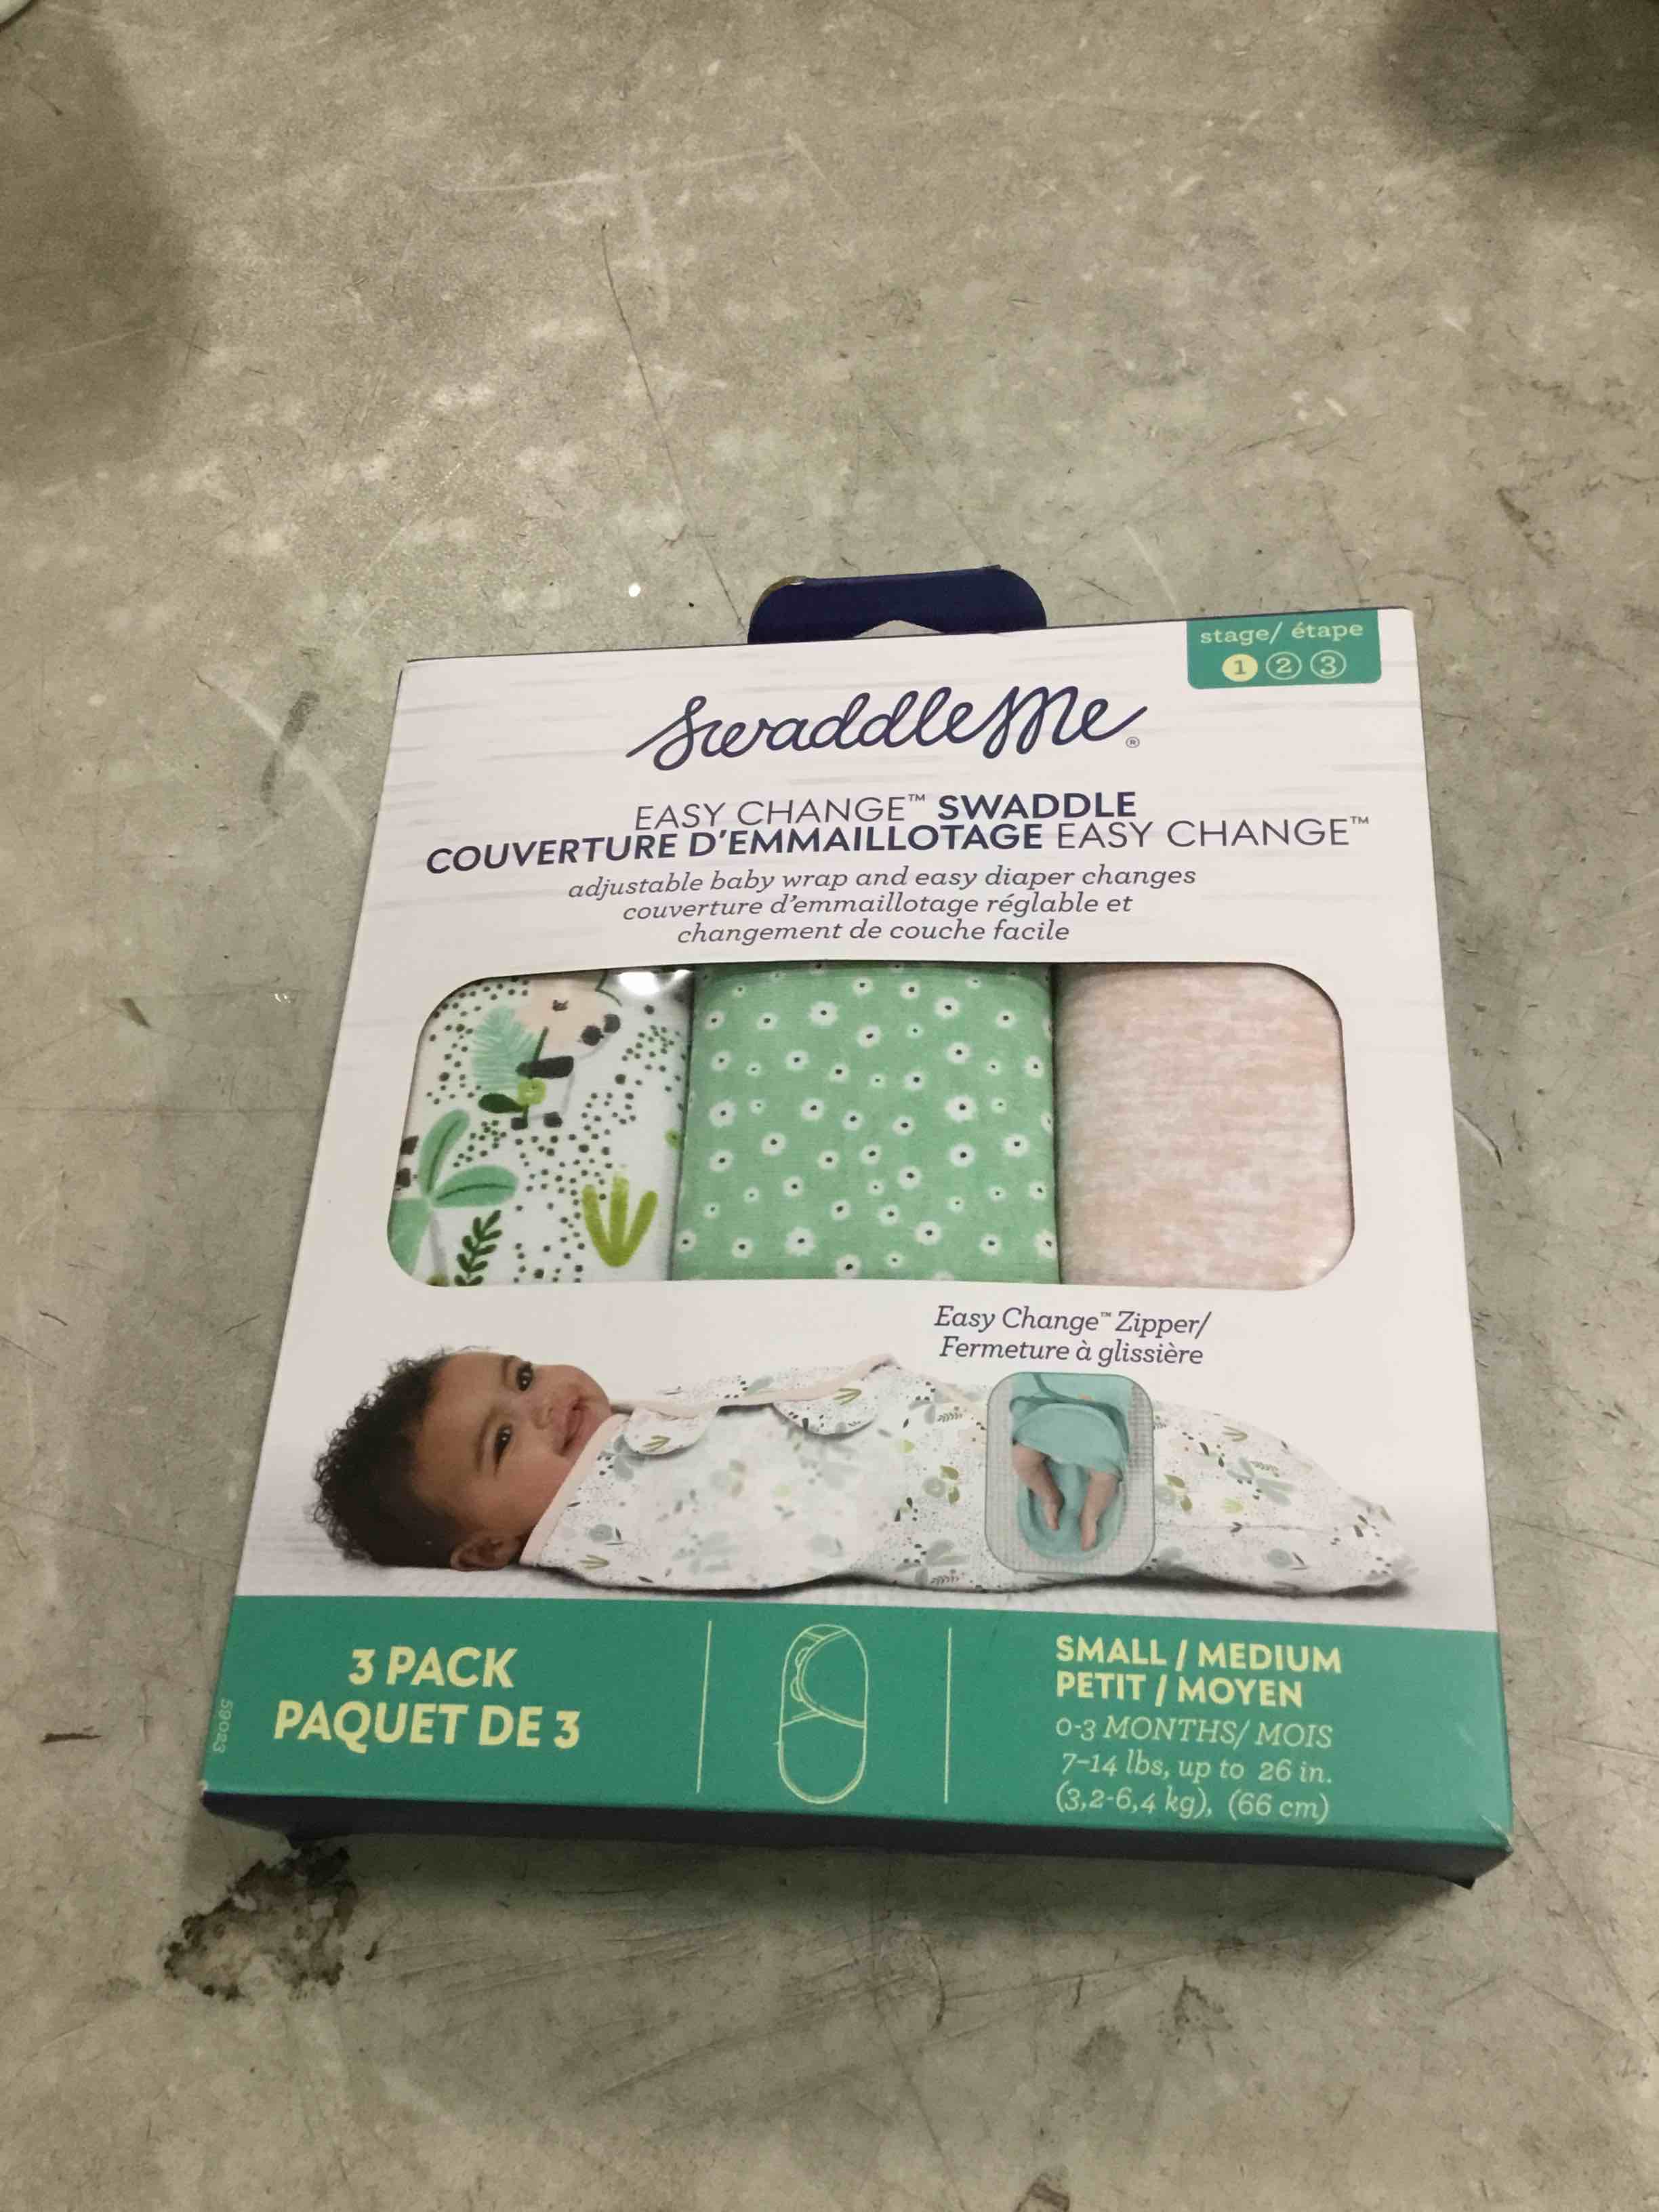 stage/ étape
1 2 3
SwaddleMe®
EASY CHANGE™ SWADDLE
COUVERTURE D'EMMAILLOTAGE EASY CHANGE™
adjustable baby wrap and easy diaper changes
couverture d'emmaillotage réglable et
changement de couche facile
Easy Change™ Zipper/
Fermeture à glissière
3 PACK
PAQUET DE 3
SMALL / MEDIUM
PETIT / MOYEN
0-3 MONTHS/ MOIS
7-14 lbs, up to 26 in.
(3,2-6,4 kg), (66 cm)
59023